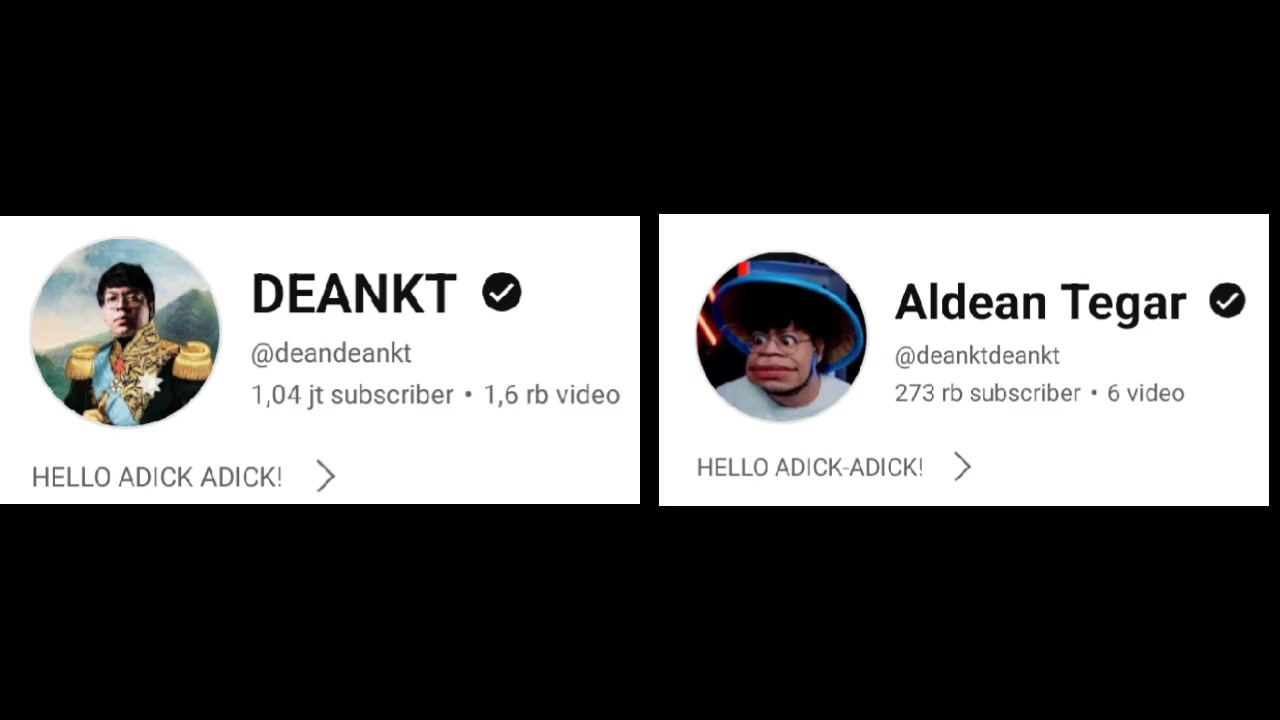 DEANKT
@deandeankt
1,04 jt subscriber • 1,6 rb video
HELLO ADICK ADICK!
Aldean Tegar
@deanktdeankt
273 rb subscriber • 6 video
HELLO ADICK-ADICK!